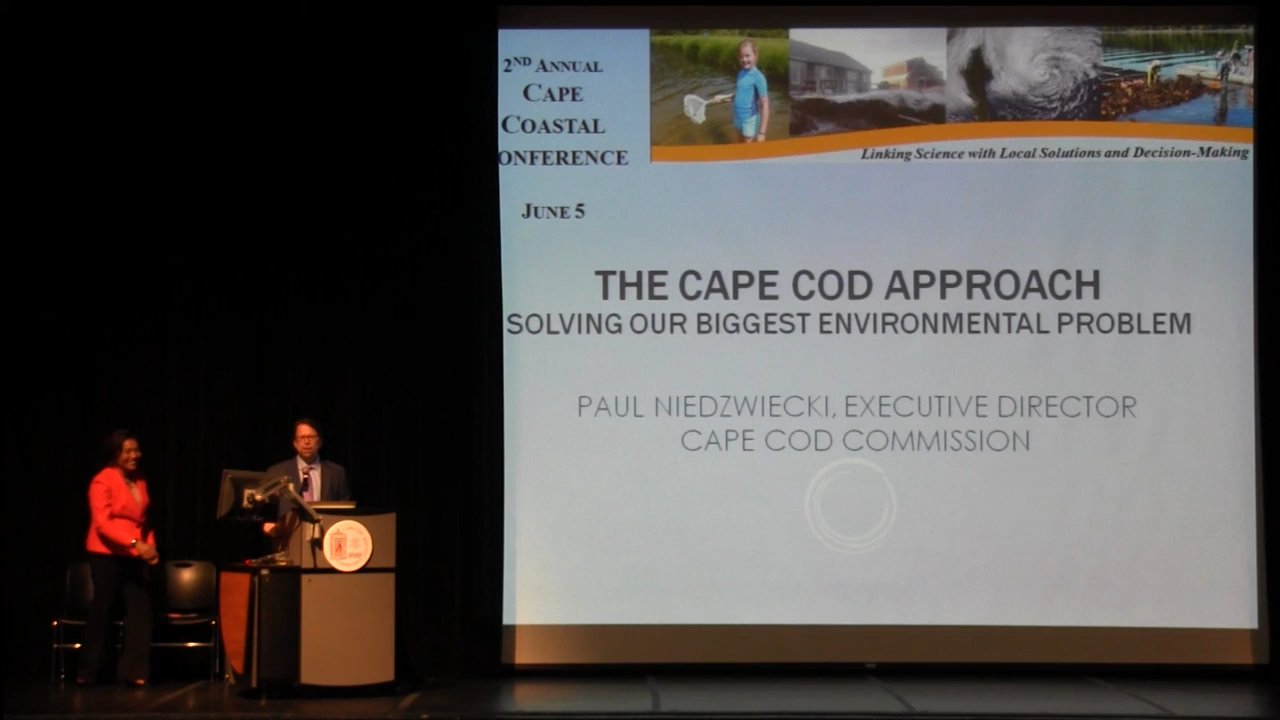 2ND ANNUAL
CAPE
COASTAL
ONFERENCE
JUNE 5
Linking Science with Local Solutions and Decision-Making
THE CAPE COD APPROACH
SOLVING OUR BIGGEST ENVIRONMENTAL PROBLEM
PAUL NIEDZWIECKI, EXECUTIVE DIRECTOR
CAPE COD COMMISSION